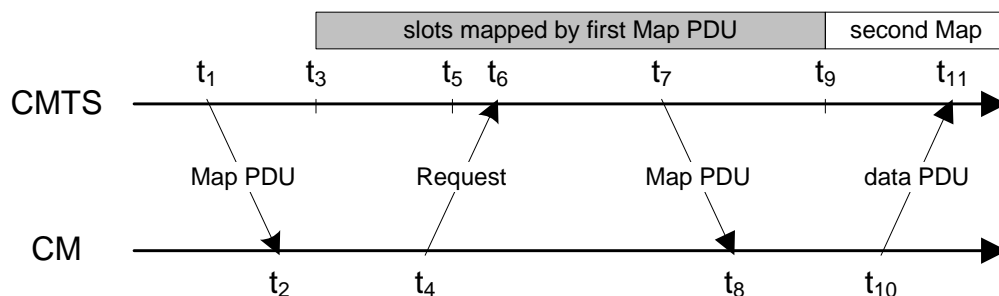 slots mapped by first Map PDU second Map
t₁ t₃ t₅ t₆ t₇ t₉ t₁₁
CMTS
Map PDU Request Map PDU data PDU
CM
t₂ t₄ t₈ t₁₀